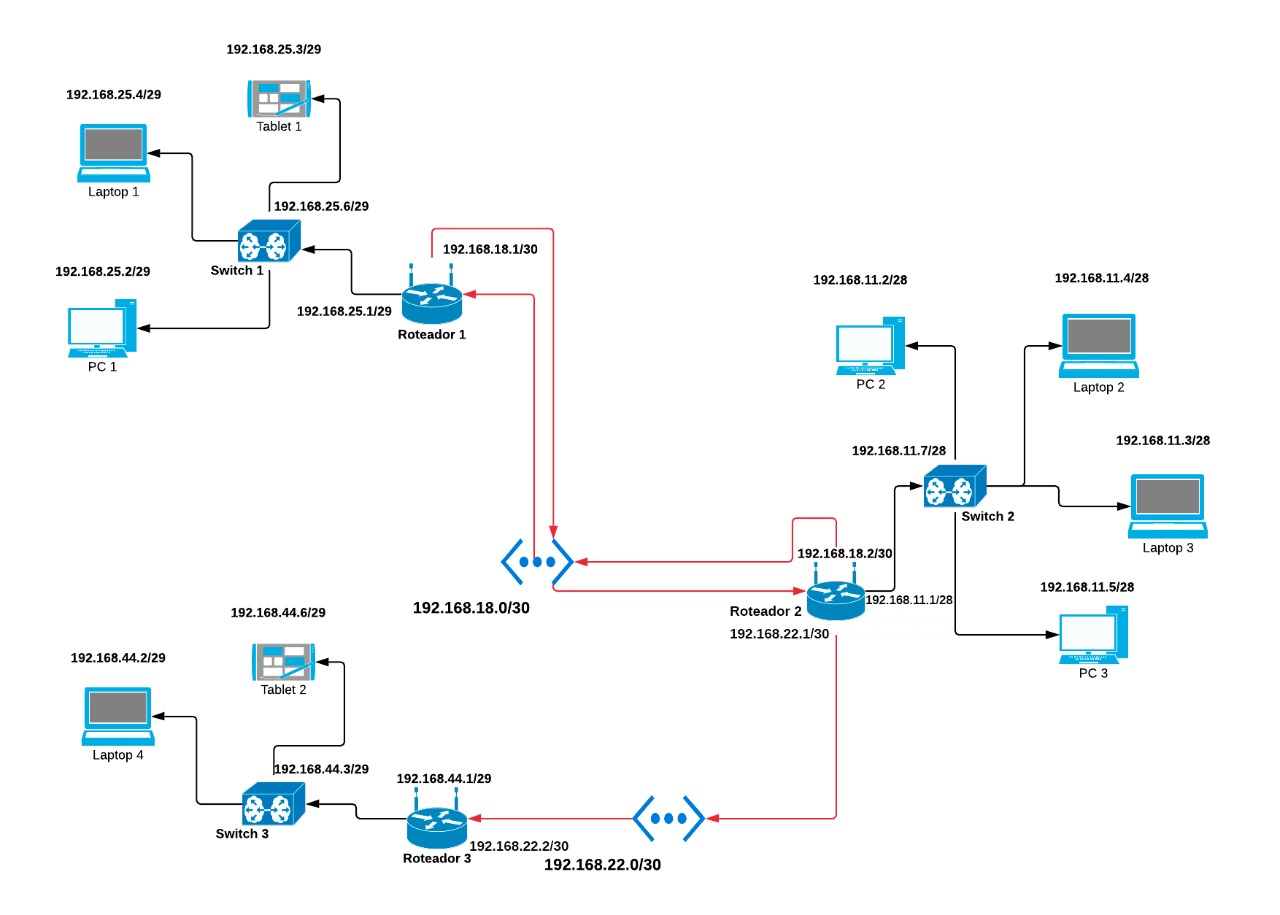 192.168.25.3/29
Tablet 1
192.168.25.4/29
Laptop 1
192.168.25.6/29
Switch 1
192.168.25.2/29
PC 1
192.168.18.1/30
192.168.25.1/29
Roteador 1
192.168.11.2/28
PC 2
192.168.11.4/28
Laptop 2
192.168.11.7/28
Switch 2
192.168.11.3/28
Laptop 3
192.168.18.0/30
192.168.18.2/30
Roteador 2
192.168.11.1/28
192.168.22.1/30
192.168.11.5/28
PC 3
192.168.44.6/29
Tablet 2
192.168.44.2/29
Laptop 4
192.168.44.3/29
Switch 3
192.168.44.1/29
Roteador 3
192.168.22.2/30
192.168.22.0/30